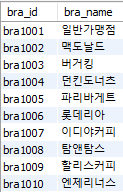 bra_id bra_name
bra1001 일반가맹점
bra1002 맥도날드
bra1003 버거킹
bra1004 던킨도너츠
bra1005 파리바게트
bra1006 롯데리아
bra1007 이디야커피
bra1008 탐앤탐스
bra1009 할리스커피
bra1010 엔제리너스